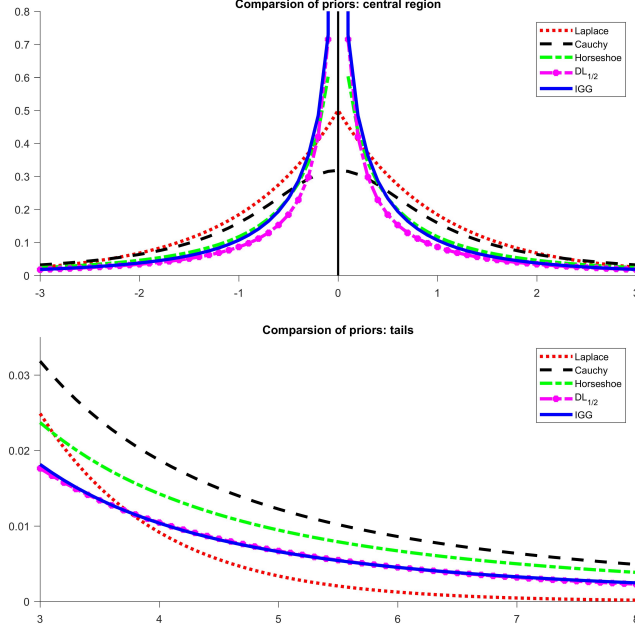 Comparsion of priors: central region
0.8
0.7
0.6
0.5
0.4
0.3
0.2
0.1
0
-3
-2
-1
0
1
2
3
Laplace
Cauchy
Horseshoe
DL1/2
IGG
Comparsion of priors: tails
0.03
0.02
0.01
0
3
4
5
6
7
8
Laplace
Cauchy
Horseshoe
DL1/2
IGG